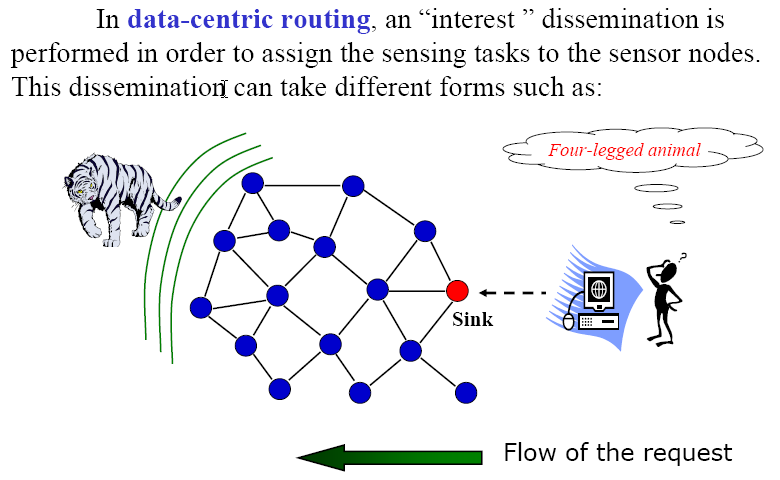 In data-centric routing, an “interest ” dissemination is
performed in order to assign the sensing tasks to the sensor nodes.
This dissemination can take different forms such as:
Four-legged animal
?
Sink
Flow of the request